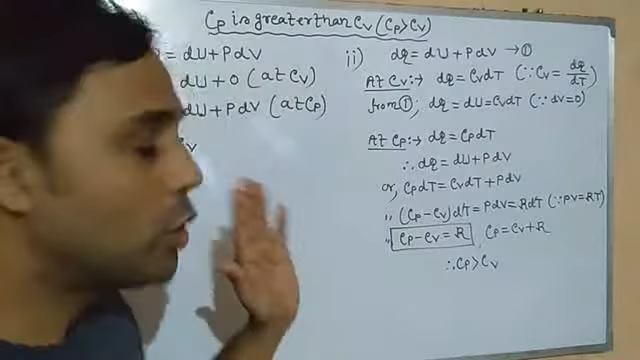 Cp is greater than Cv (Cp>Cv)
= dU+PdV
dU+0 (at Cv)
dU+PdV (at Cp)
Cv
ii) dq = dU+PdV → ①
At Cv:→ dq = CvdT (∵ Cv = dq/dT)
from ①; dq = dU = CvdT (∵ dV=0)
At Cp:→ dq = CpdT
∴ dq = dU+PdV
or, CpdT = CvdT+PdV
" (Cp-Cv)dT = PdV = RdT (∵ PV=RT)
" Cp-Cv = R, Cp = Cv+R
∴ Cp>Cv